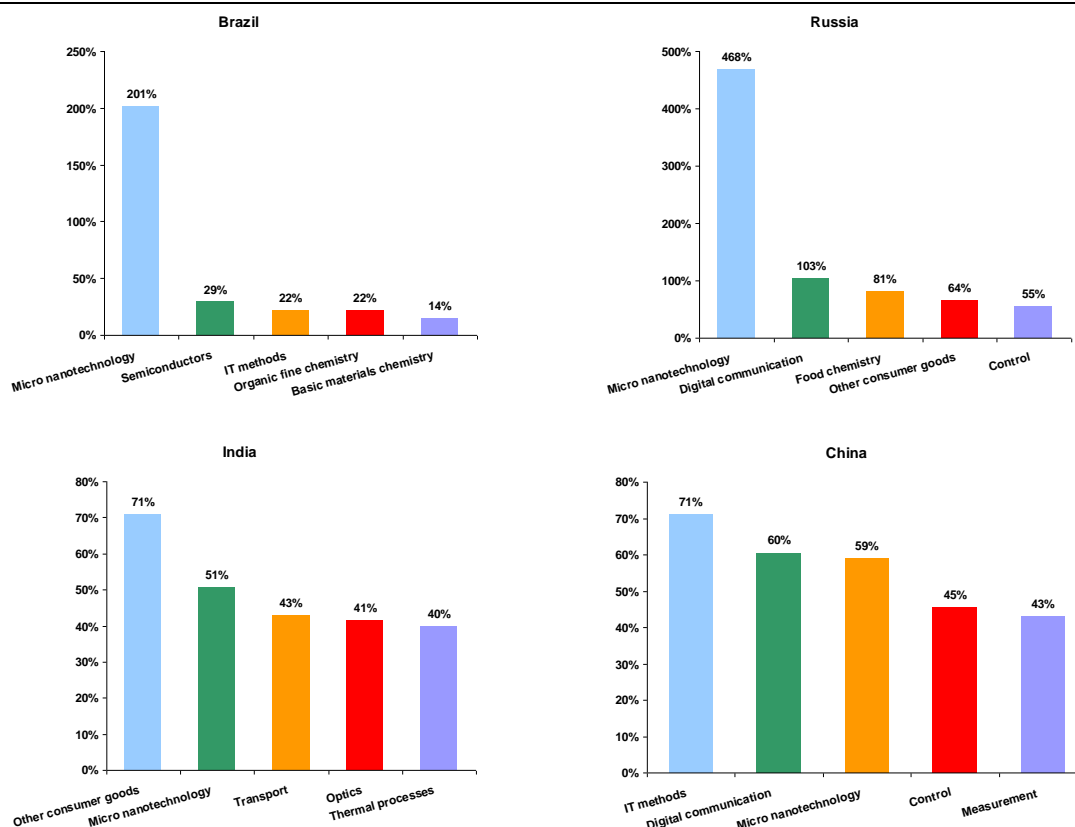 Brazil
250%
200%
150%
100%
50%
0%
201%
29%
22%
22%
14%
Micro nanotechnology
Semiconductors
IT methods
Organic fine chemistry
Basic materials chemistry
Russia
500%
400%
300%
200%
100%
0%
468%
103%
81%
64%
55%
Micro nanotechnology
Digital communication
Food chemistry
Other consumer goods
Control
India
80%
70%
60%
50%
40%
30%
20%
10%
0%
71%
51%
43%
41%
40%
Other consumer goods
Micro nanotechnology
Transport
Optics
Thermal processes
China
80%
70%
60%
50%
40%
30%
20%
10%
0%
71%
60%
59%
45%
43%
IT methods
Digital communication
Micro nanotechnology
Control
Measurement